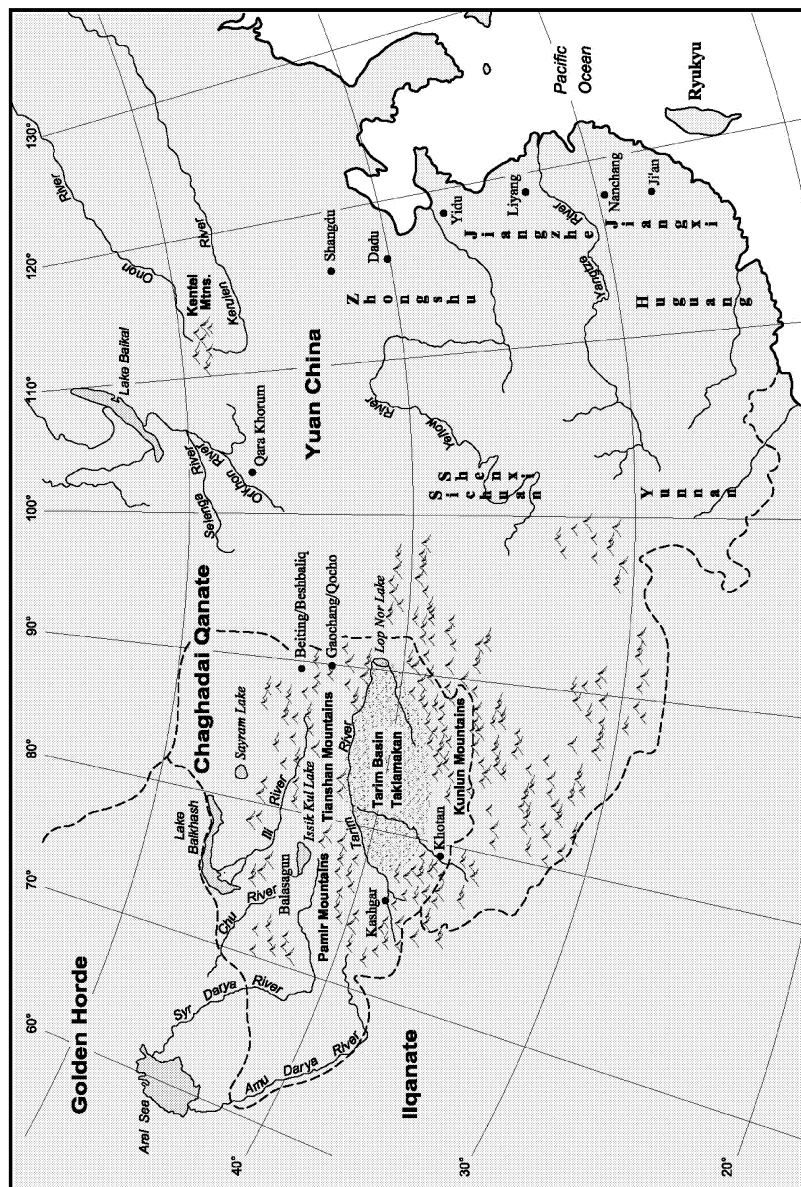 60°
70°
80°
90°
100°
110°
120°
130°
40°
30°
20°
Golden Horde
Chaghadai Qanate
Yuan China
Ilqanate
Aral Sea
Syr Darya River
Amu Darya River
Chu River
Lake Balkhash
Ili River
Balasagun
Issik Kul Lake
Sayram Lake
Pamir Mountains
Tianshan Mountains
Beiting/Beshbaliq
Gaochang/Qocho
Lop Nor Lake
Tarim River
Tarim Basin
Taklamakan
Kashgar
Khotan
Kunlun Mountains
Selenga River
Orkhon River
Qara Khorum
Lake Baikal
Kentei
Mtns.
Onon River
Kerulen River
Shangdu
Dadu
Zhongshu
Yellow River
Shenxi
Sichuan
Yunnan
Yidu
Liyang
Jiangzhe
Yangtze River
Nanchang
Ji'an
Jiangxi
Huguang
Pacific
Ocean
Ryukyu